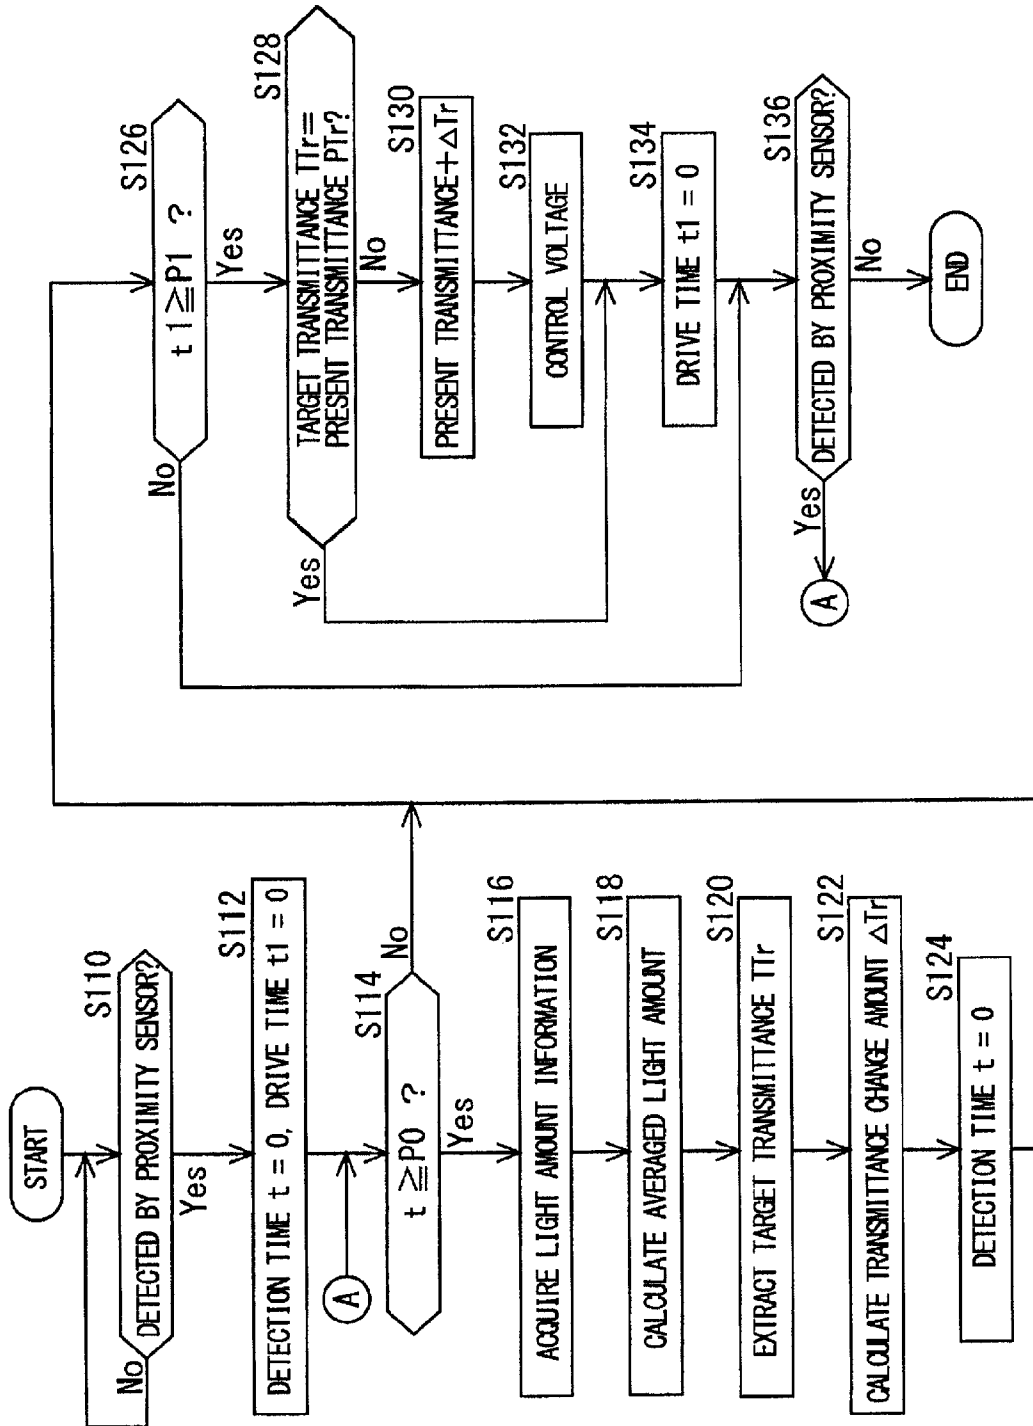 START
S110
DETECTED BY PROXIMITY SENSOR?
No
Yes
S112
DETECTION TIME t = 0, DRIVE TIME t1 = 0
A
S114
t ≧P0 ?
No
Yes
S116
ACQUIRE LIGHT AMOUNT INFORMATION
S118
CALCULATE AVERAGED LIGHT AMOUNT
S120
EXTRACT TARGET TRANSMITTANCE TTr
S122
CALCULATE TRANSMITTANCE CHANGE AMOUNT △Tr
S124
DETECTION TIME t = 0
S126
t1≧P1 ?
No
Yes
S128
TARGET TRANSMITTANCE TTr=
PRESENT TRANSMITTANCE PTr?
Yes
No
S130
PRESENT TRANSMITTANCE+△Tr
S132
CONTROL VOLTAGE
S134
DRIVE TIME t1 = 0
S136
DETECTED BY PROXIMITY SENSOR?
Yes
A
No
END